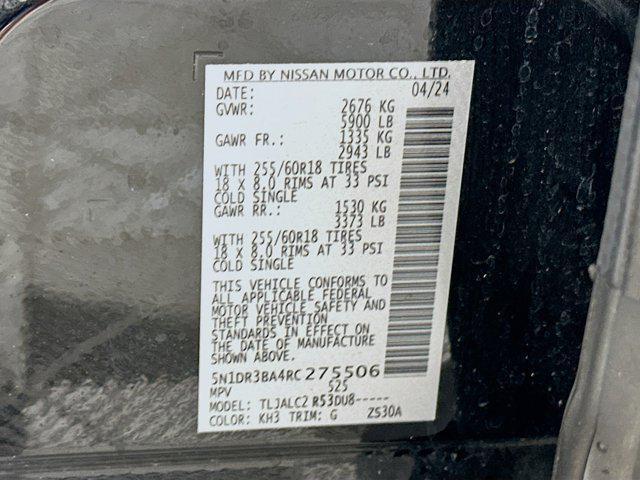 MFD BY NISSAN MOTOR CO., LTD.
DATE: 04/24
GVWR: 2676 KG
5900 LB
GAWR FR.: 1335 KG
2943 LB
WITH 255/60R18 TIRES
18 X 8.0 RIMS AT 33 PSI
COLD SINGLE
GAWR RR.: 1530 KG
3373 LB
WITH 255/60R18 TIRES
18 X 8.0 RIMS AT 33 PSI
COLD SINGLE
THIS VEHICLE CONFORMS TO
ALL APPLICABLE FEDERAL
MOTOR VEHICLE SAFETY AND
THEFT PREVENTION
STANDARDS IN EFFECT ON
THE DATE OF MANUFACTURE
SHOWN ABOVE.
5N1DR3BA4RC275506
MPV 525
MODEL: TLJALC2 R53DU8-----
COLOR: KH3 TRIM: G ZS30A